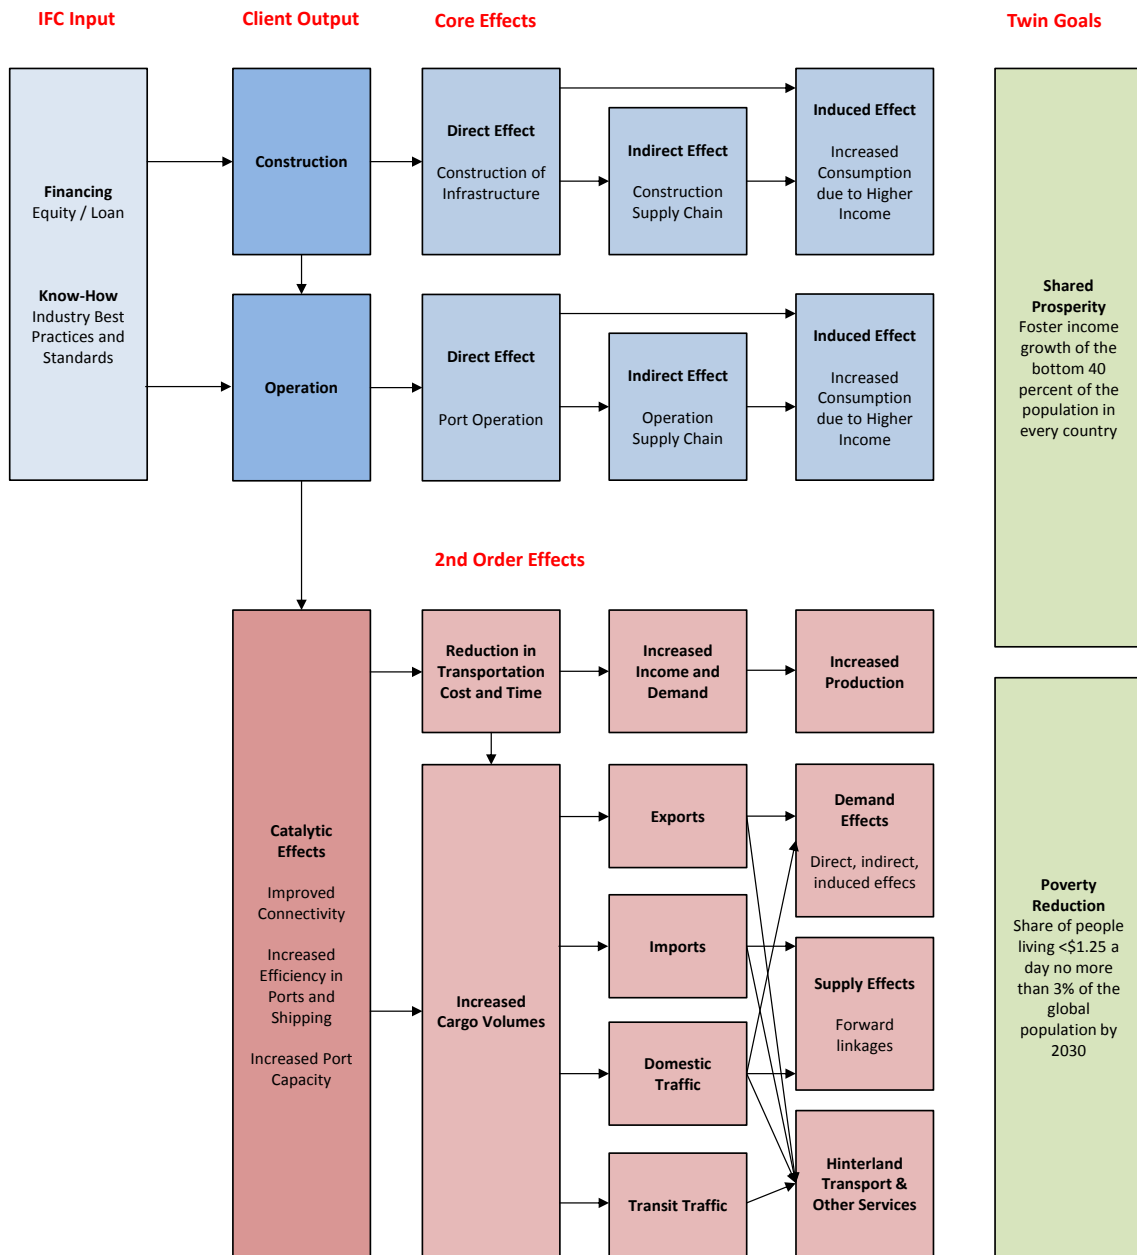 IFC Input
Client Output
Core Effects
Twin Goals
Financing
Equity / Loan
Know-How
Industry Best
Practices and
Standards
Construction
Direct Effect
Construction of
Infrastructure
Indirect Effect
Construction
Supply Chain
Induced Effect
Increased
Consumption
due to Higher
Income
Operation
Direct Effect
Port Operation
Indirect Effect
Operation
Supply Chain
Induced Effect
Increased
Consumption
due to Higher
Income
Shared
Prosperity
Foster income
growth of the
bottom 40
percent of the
population in
every country
2nd Order Effects
Catalytic
Effects
Improved
Connectivity
Increased
Efficiency in
Ports and
Shipping
Increased Port
Capacity
Reduction in
Transportation
Cost and Time
Increased
Income and
Demand
Increased
Production
Increased
Cargo Volumes
Exports
Imports
Domestic
Traffic
Transit Traffic
Demand
Effects
Direct, indirect,
induced effecs
Supply Effects
Forward
linkages
Hinterland
Transport &
Other Services
Poverty
Reduction
Share of people
living <$1.25 a
day no more
than 3% of the
global
population by
2030